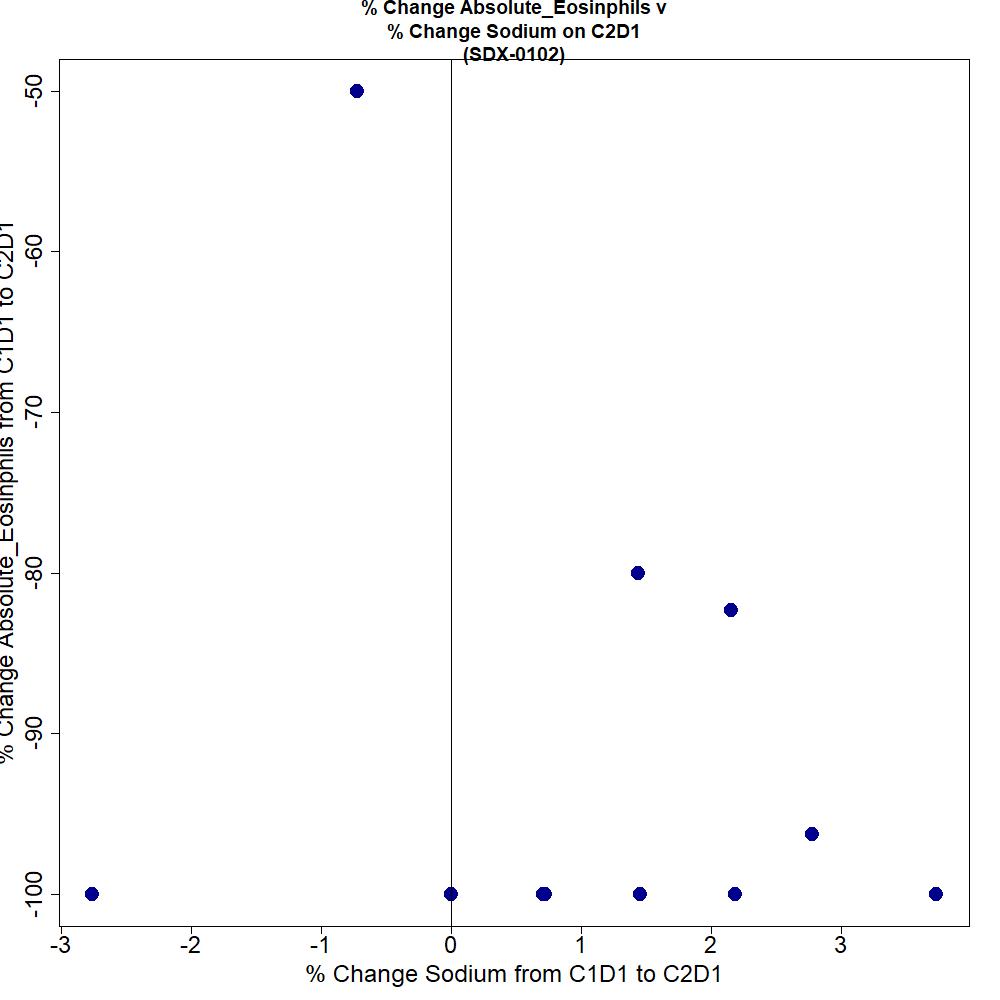 % Change Absolute_Eosinphils v
% Change Sodium on C2D1
(SDX-0102)
% Change Absolute_Eosinphils from C1D1 to C2D1
-50
-60
-70
-80
-90
-100
-3
-2
-1
0
1
2
3
% Change Sodium from C1D1 to C2D1